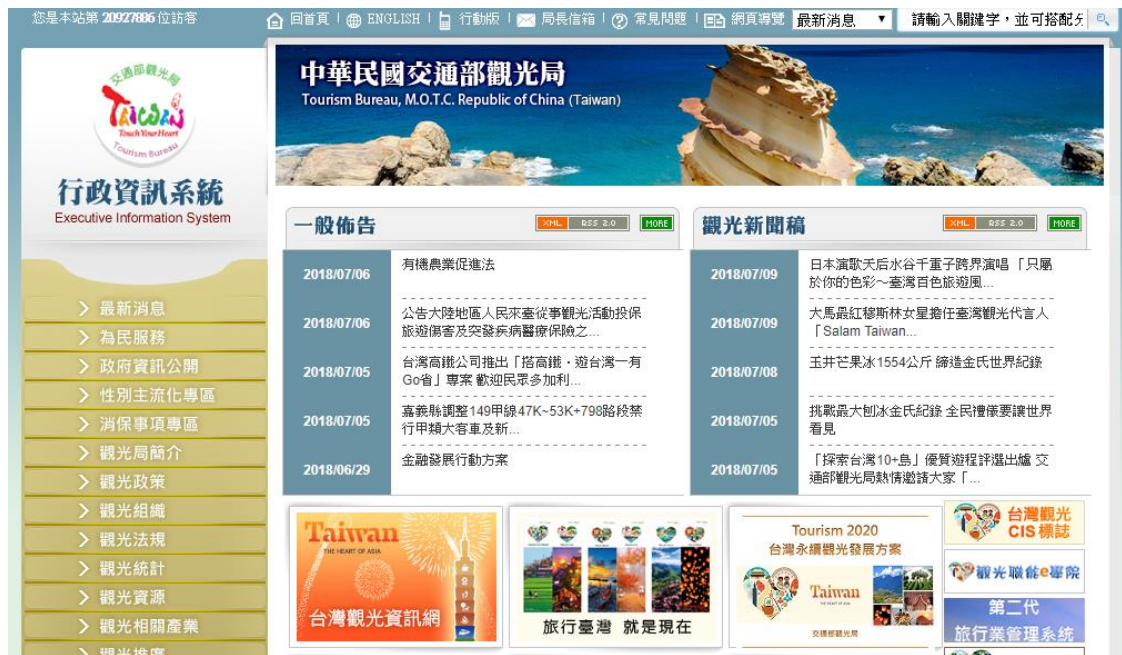 您是本站第 20927886 位訪客
回首頁 | ENGLISH | 行動版 | 局長信箱 | 常見問題 | 網頁導覽
最新消息
請輸入關鍵字，並可搭配
交通部觀光局
TAIWAN
Touch Your Heart
Tourism Bureau
行政資訊系統
Executive Information System
最新消息
為民服務
政府資訊公開
性別主流化專區
消保事項專區
觀光局簡介
觀光政策
觀光組織
觀光法規
觀光統計
觀光資源
觀光相關產業
中華民國交通部觀光局
Tourism Bureau, M.O.T.C. Republic of China (Taiwan)
一般佈告
XML RSS 2.0 MORE
2018/07/06 有機農業促進法
2018/07/06 公告大陸地區人民來臺從事觀光活動投保
旅遊傷害及突發疾病醫療保險之...
2018/07/05 台灣高鐵公司推出「搭高鐵‧遊台灣一有
Go省」專案 歡迎民眾多加利...
2018/07/05 嘉義縣調整149甲線47K~53K+798路段禁
行甲類大客車及新...
2018/06/29 金融發展行動方案
觀光新聞稿
XML RSS 2.0 MORE
2018/07/09 日本演歌天后水谷千重子跨界演唱 「只屬
於你的色彩～臺灣百色旅遊風...
2018/07/09 大馬最紅穆斯林女星擔任臺灣觀光代言人
「Salam Taiwan...
2018/07/08 玉井芒果冰1554公斤 締造金氏世界紀錄
2018/07/05 挑戰最大刨冰金氏紀錄 全民禮儀要讓世界
看見
2018/07/05 「探索台灣10+島」優質遊程評選出爐 交
通部觀光局熱情邀請大家「...
Taiwan
THE HEART OF ASIA
台灣觀光資訊網
旅行臺灣 就是現在
Tourism 2020
台灣永續觀光發展方案
Taiwan
THE HEART OF ASIA
交通部觀光局
台灣觀光
CIS標誌
觀光職能e學院
第二代
旅行業管理系統